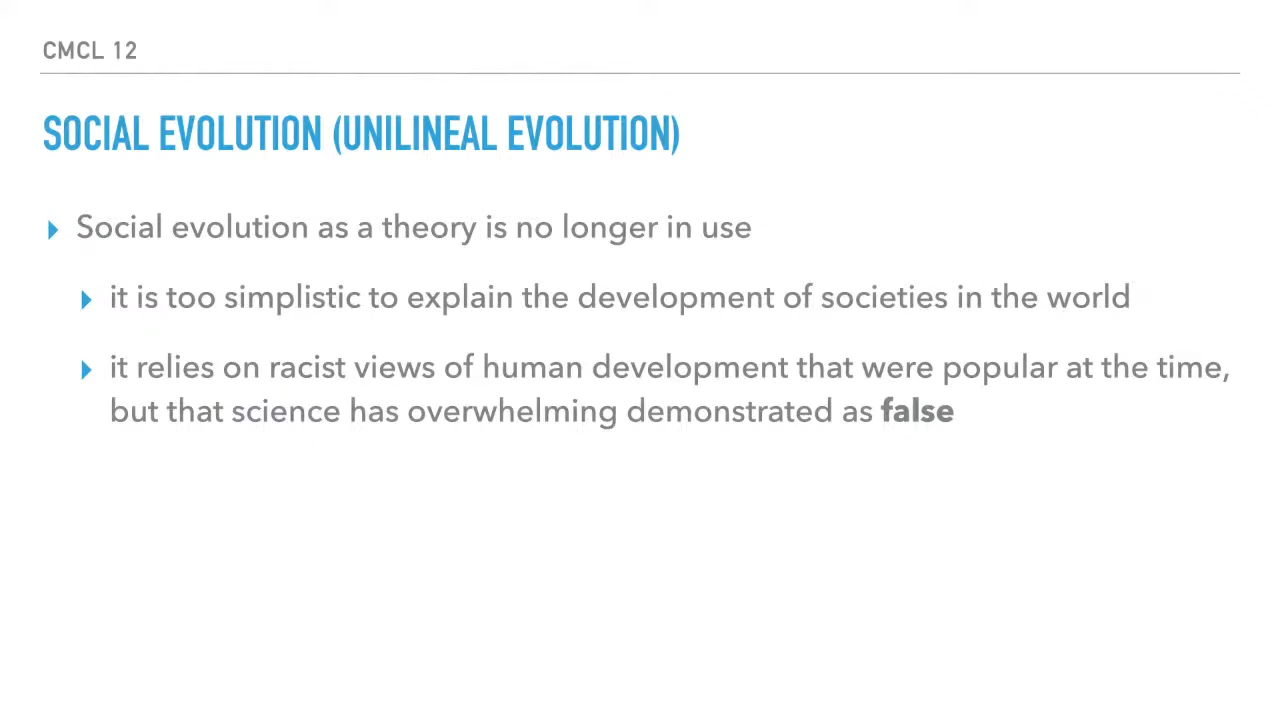 CMCL 12
SOCIAL EVOLUTION (UNILINEAL EVOLUTION)
Social evolution as a theory is no longer in use
it is too simplistic to explain the development of societies in the world
it relies on racist views of human development that were popular at the time,
but that science has overwhelming demonstrated as false